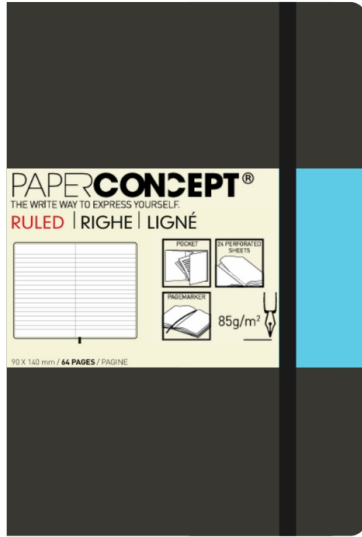 PAPERCONCEPT®
THE WRITE WAY TO EXPRESS YOURSELF.
RULED | RIGHE | LIGNÉ
POCKET
24 PERFORATED
SHEETS
PAGEMARKER
85g/m²
90 X 140 mm / 64 PAGES / PAGINE